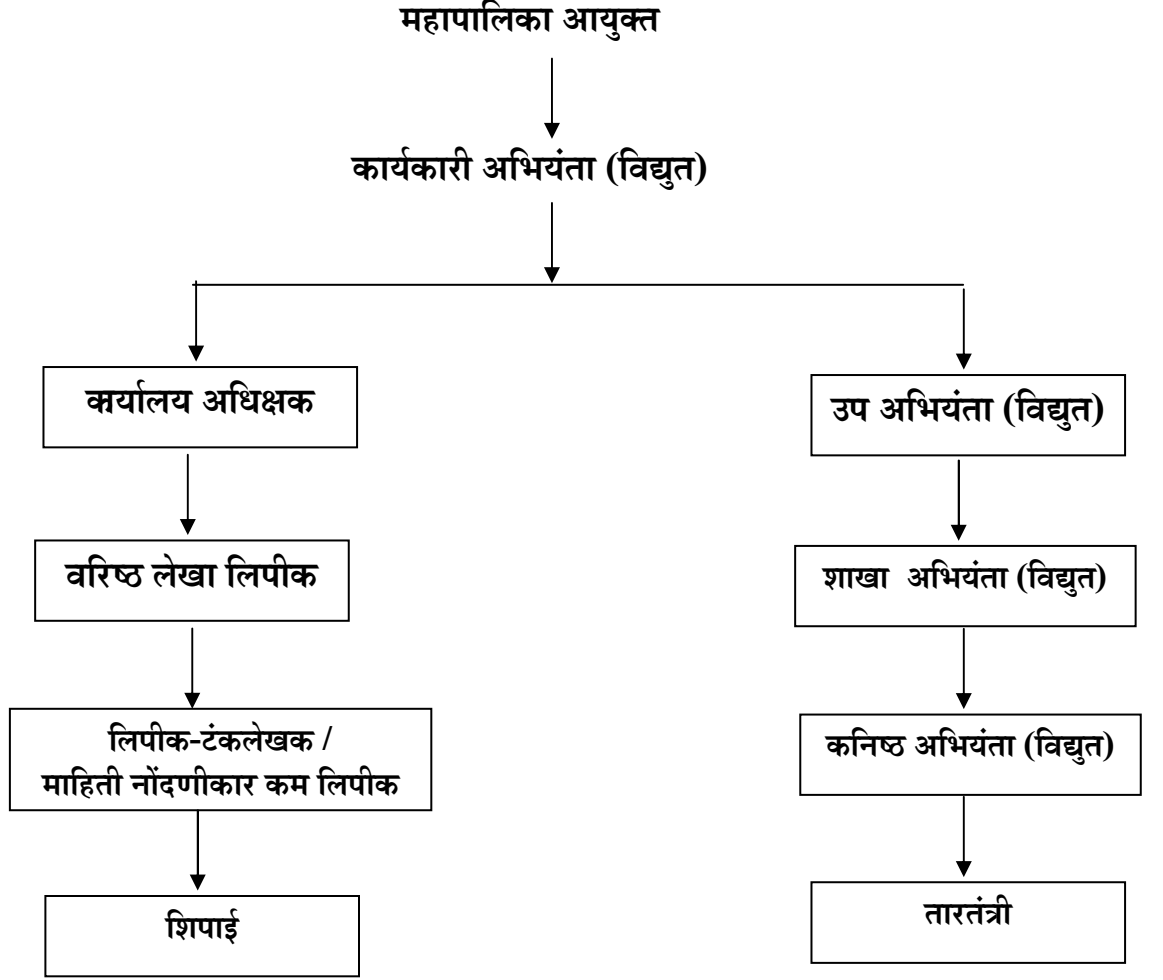 महापालिका आयुक्त
कार्यकारी अभियंता (विद्युत)
कार्यालय अधिक्षक
उप अभियंता (विद्युत)
वरिष्ठ लेखा लिपीक
शाखा अभियंता (विद्युत)
लिपीक-टंकलेखक /
माहिती नोंदणीकार कम लिपीक
कनिष्ठ अभियंता (विद्युत)
शिपाई
तारतंत्री